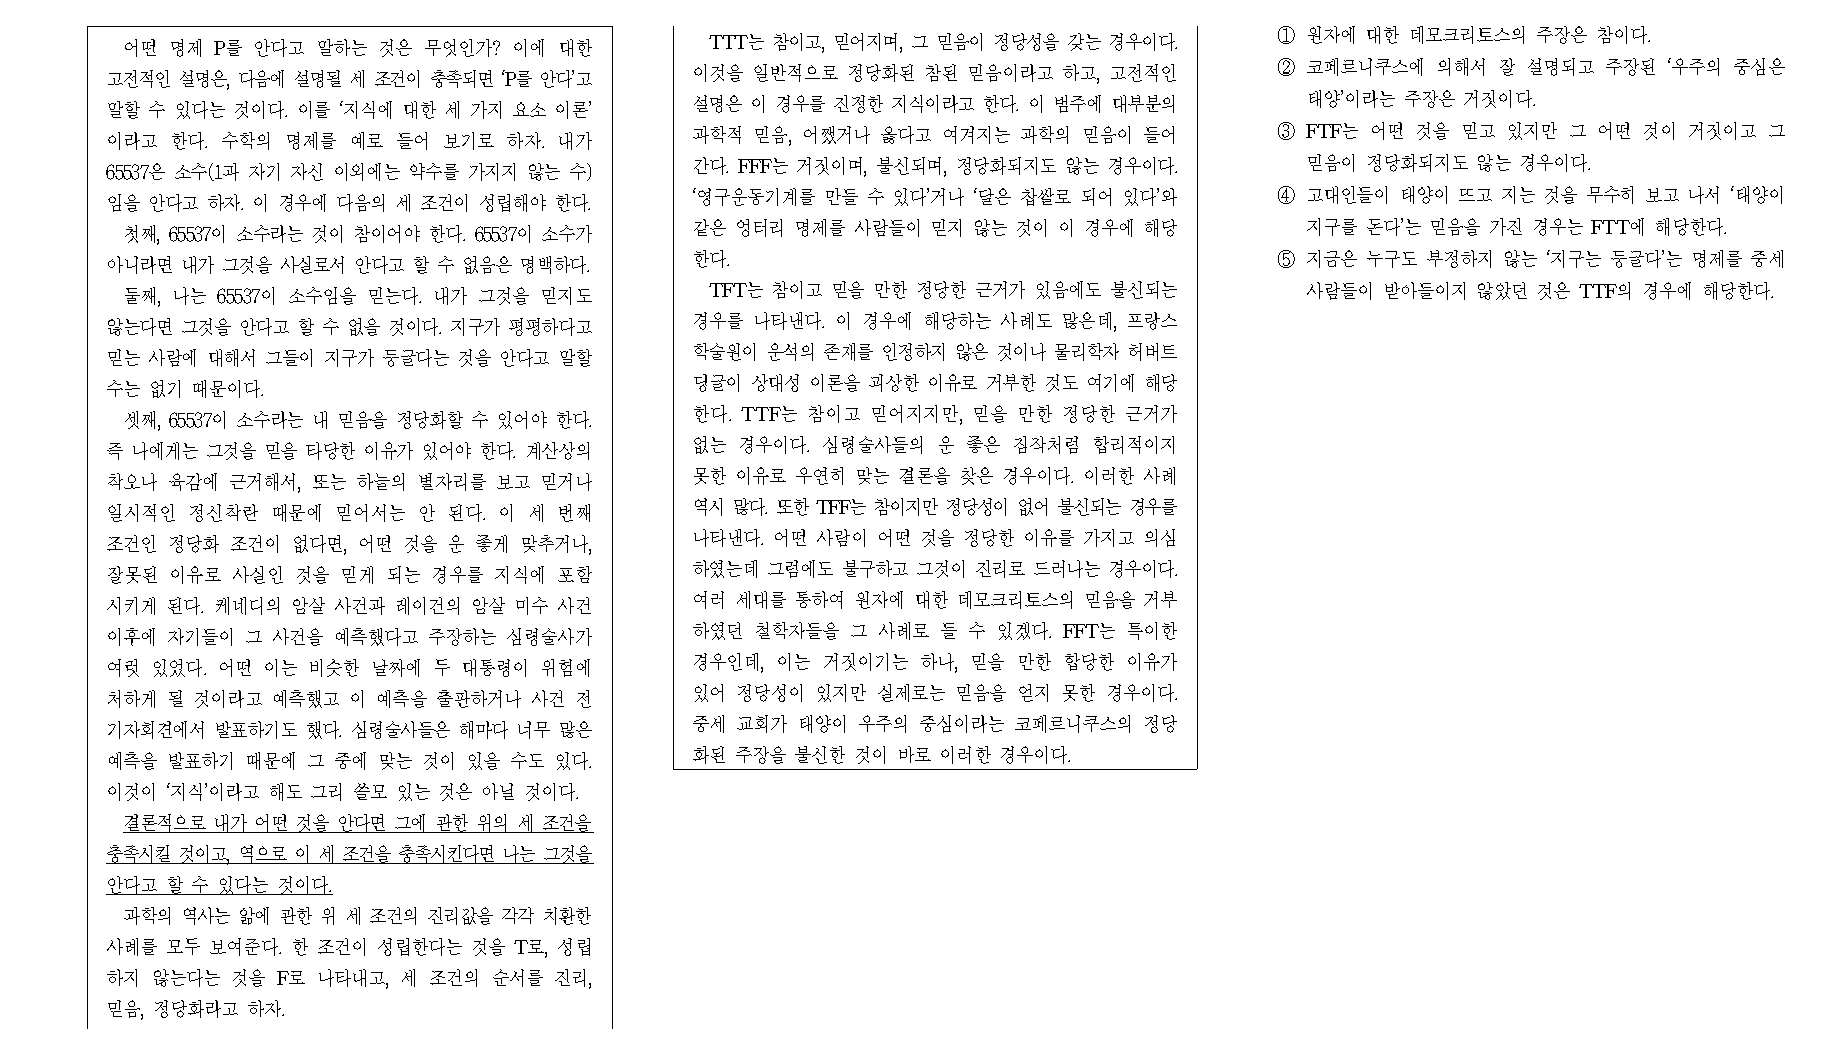 어떤 명제 P를 안다고 말하는 것은 무엇인가? 이에 대한
고전적인 설명은, 다음에 설명될 세 조건이 충족되면 ‘P를 안다’고
말할 수 있다는 것이다. 이를 ‘지식에 대한 세 가지 요소 이론’
이라고 한다. 수학의 명제를 예로 들어 보기로 하자. 내가
65537은 소수(1과 자기 자신 이외에는 약수를 가지지 않는 수)
임을 안다고 하자. 이 경우에 다음의 세 조건이 성립해야 한다.
첫째, 65537이 소수라는 것이 참이어야 한다. 65537이 소수가
아니라면 내가 그것을 사실로서 안다고 할 수 없음은 명백하다.
둘째, 나는 65537이 소수임을 믿는다. 내가 그것을 믿지도
않는다면 그것을 안다고 할 수 없을 것이다. 지구가 평평하다고
믿는 사람에 대해서 그들이 지구가 둥글다는 것을 안다고 말할
수는 없기 때문이다.
셋째, 65537이 소수라는 내 믿음을 정당화할 수 있어야 한다.
즉 나에게는 그것을 믿을 타당한 이유가 있어야 한다. 계산상의
착오나 육감에 근거해서, 또는 하늘의 별자리를 보고 믿거나
일시적인 정신착란 때문에 믿어서는 안 된다. 이 세 번째
조건인 정당화 조건이 없다면, 어떤 것을 운 좋게 맞추거나,
잘못된 이유로 사실인 것을 믿게 되는 경우를 지식에 포함
시키게 된다. 케네디의 암살 사건과 레이건의 암살 미수 사건
이후에 자기들이 그 사건을 예측했다고 주장하는 심령술사가
여럿 있었다. 어떤 이는 비슷한 날짜에 두 대통령이 위험에
처하게 될 것이라고 예측했고 이 예측을 출판하거나 사건 전
기자회견에서 발표하기도 했다. 심령술사들은 해마다 너무 많은
예측을 발표하기 때문에 그 중에 맞는 것이 있을 수도 있다.
이것이 ‘지식’이라고 해도 그리 쓸모 있는 것은 아닐 것이다.
결론적으로 내가 어떤 것을 안다면 그에 관한 위의 세 조건을
충족시킬 것이고, 역으로 이 세 조건을 충족시킨다면 나는 그것을
안다고 할 수 있다는 것이다.
과학의 역사는 앎에 관한 위 세 조건의 진리값을 각각 치환한
사례를 모두 보여준다. 한 조건이 성립한다는 것을 T로, 성립
하지 않는다는 것을 F로 나타내고, 세 조건의 순서를 진리,
믿음, 정당화라고 하자.
TTT는 참이고, 믿어지며, 그 믿음이 정당성을 갖는 경우이다.
이것을 일반적으로 정당화된 참된 믿음이라고 하고, 고전적인
설명은 이 경우를 진정한 지식이라고 한다. 이 범주에 대부분의
과학적 믿음, 어쨌거나 옳다고 여겨지는 과학의 믿음이 들어
간다. FFF는 거짓이며, 불신되며, 정당화되지도 않는 경우이다.
‘영구운동기계를 만들 수 있다’거나 ‘달은 찹쌀로 되어 있다’와
같은 엉터리 명제를 사람들이 믿지 않는 것이 이 경우에 해당
한다.
TFT는 참이고 믿을 만한 정당한 근거가 있음에도 불신되는
경우를 나타낸다. 이 경우에 해당하는 사례도 많은데, 프랑스
학술원이 운석의 존재를 인정하지 않은 것이나 물리학자 허버트
딩글이 상대성 이론을 괴상한 이유로 거부한 것도 여기에 해당
한다. TTF는 참이고 믿어지지만, 믿을 만한 정당한 근거가
없는 경우이다. 심령술사들의 운 좋은 짐작처럼 합리적이지
못한 이유로 우연히 맞는 결론을 찾은 경우이다. 이러한 사례
역시 많다. 또한 TFF는 참이지만 정당성이 없어 불신되는 경우를
나타낸다. 어떤 사람이 어떤 것을 정당한 이유를 가지고 의심
하였는데 그럼에도 불구하고 그것이 진리로 드러나는 경우이다.
여러 세대를 통하여 원자에 대한 데모크리토스의 믿음을 거부
하였던 철학자들을 그 사례로 들 수 있겠다. FFT는 특이한
경우인데, 이는 거짓이기는 하나, 믿을 만한 합당한 이유가
있어 정당성이 있지만 실제로는 믿음을 얻지 못한 경우이다.
중세 교회가 태양이 우주의 중심이라는 코페르니쿠스의 정당
화된 주장을 불신한 것이 바로 이러한 경우이다.
① 원자에 대한 데모크리토스의 주장은 참이다.
② 코페르니쿠스에 의해서 잘 설명되고 주장된 ‘우주의 중심은
태양’이라는 주장은 거짓이다.
③ FTF는 어떤 것을 믿고 있지만 그 어떤 것이 거짓이고 그
믿음이 정당화되지도 않는 경우이다.
④ 고대인들이 태양이 뜨고 지는 것을 무수히 보고 나서 ‘태양이
지구를 돈다’는 믿음을 가진 경우는 FTT에 해당한다.
⑤ 지금은 누구도 부정하지 않는 ‘지구는 둥글다’는 명제를 중세
사람들이 받아들이지 않았던 것은 TTF의 경우에 해당한다.